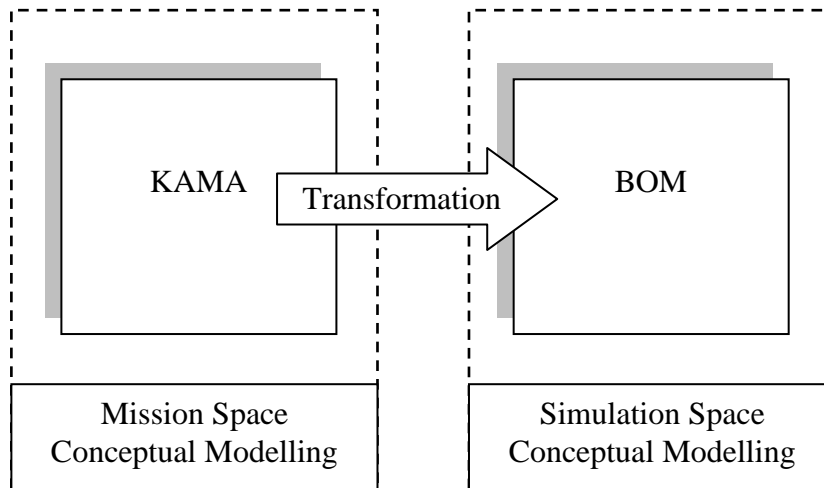 KAMA
Transformation
BOM
Mission Space
Conceptual Modelling
Simulation Space
Conceptual Modelling